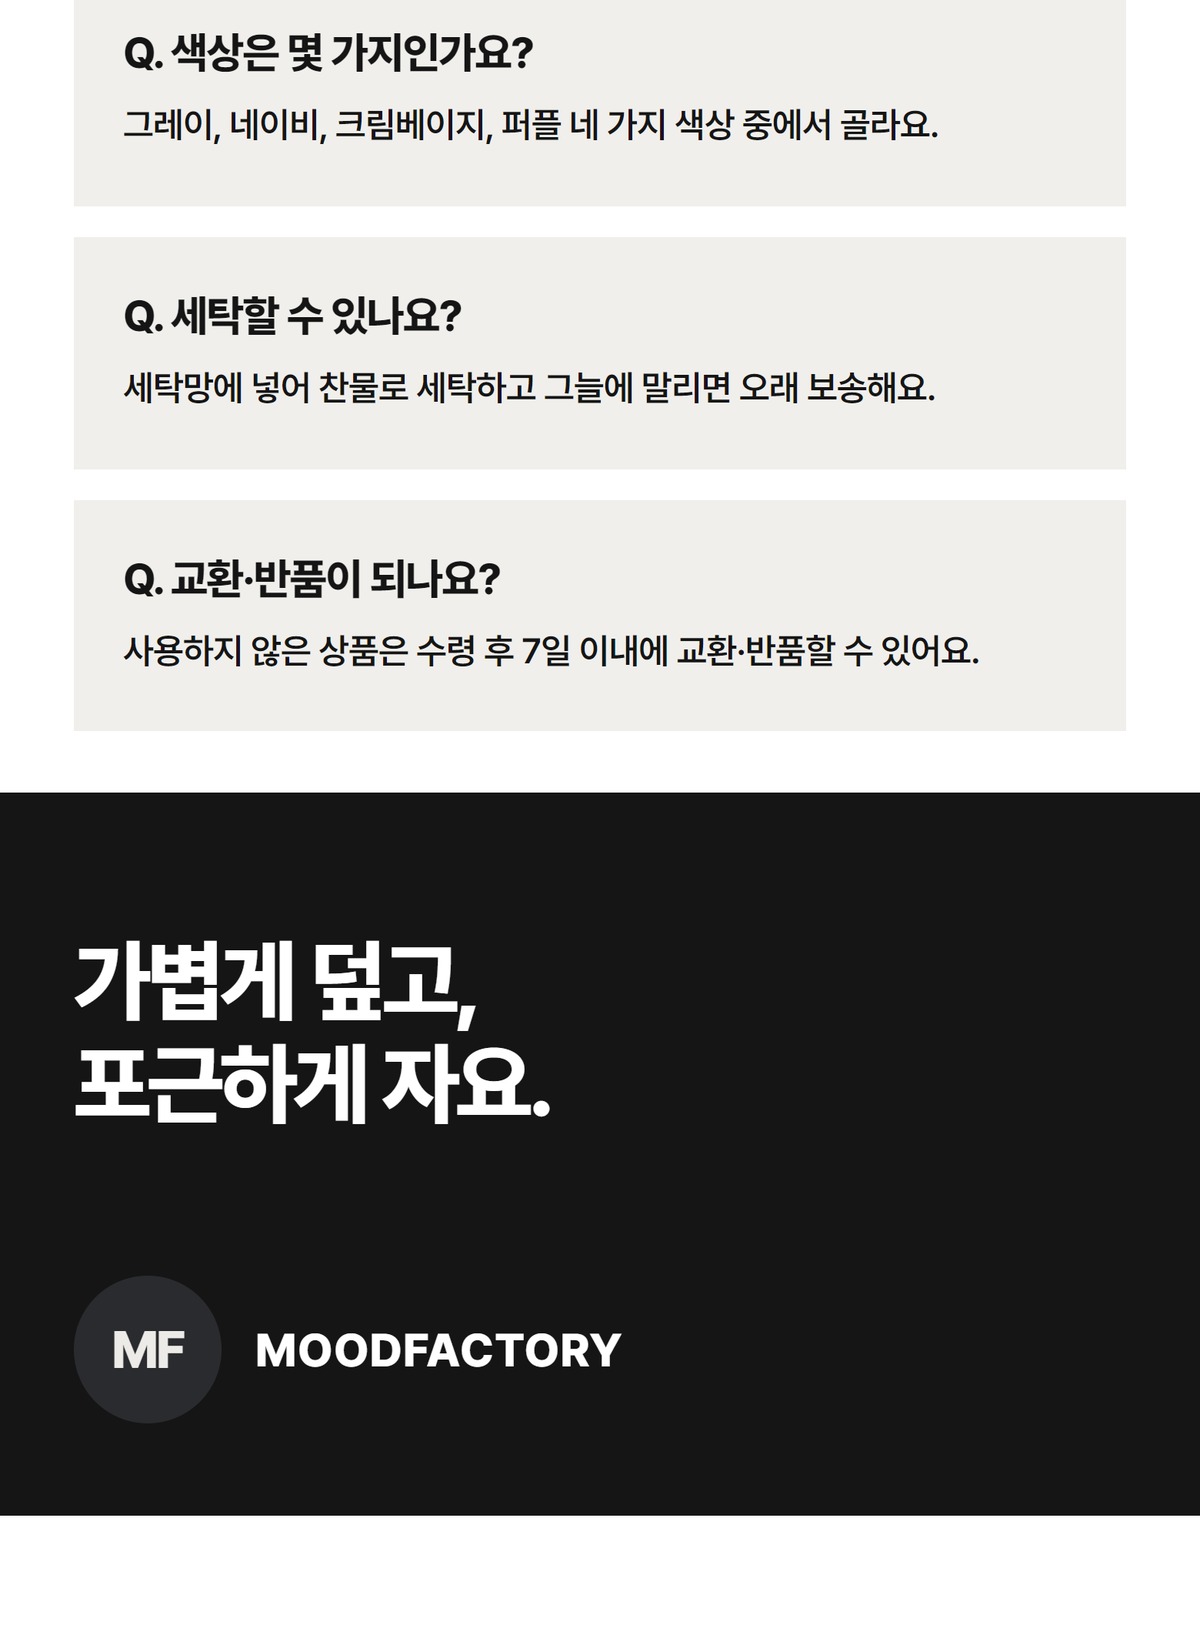 Q. 색상은 몇 가지인가요?
그레이, 네이비, 크림베이지, 퍼플 네 가지 색상 중에서 골라요.
Q. 세탁할 수 있나요?
세탁망에 넣어 찬물로 세탁하고 그늘에 말리면 오래 보송해요.
Q. 교환·반품이 되나요?
사용하지 않은 상품은 수령 후 7일 이내에 교환·반품할 수 있어요.
가볍게 덮고,
포근하게 자요.
MF
MOODFACTORY